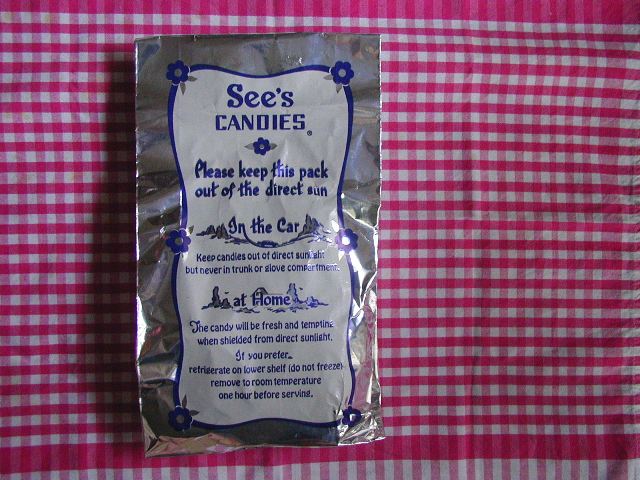 See's
CANDIES®
Please keep this pack
out of the direct sun
In the Car
Keep candies out of direct sunlight
but never in trunk or glove compartment.
at Home
The candy will be fresh and tempting
when shielded from direct sunlight.
If you prefer...
refrigerate on lower shelf (do not freeze)
remove to room temperature
one hour before serving.